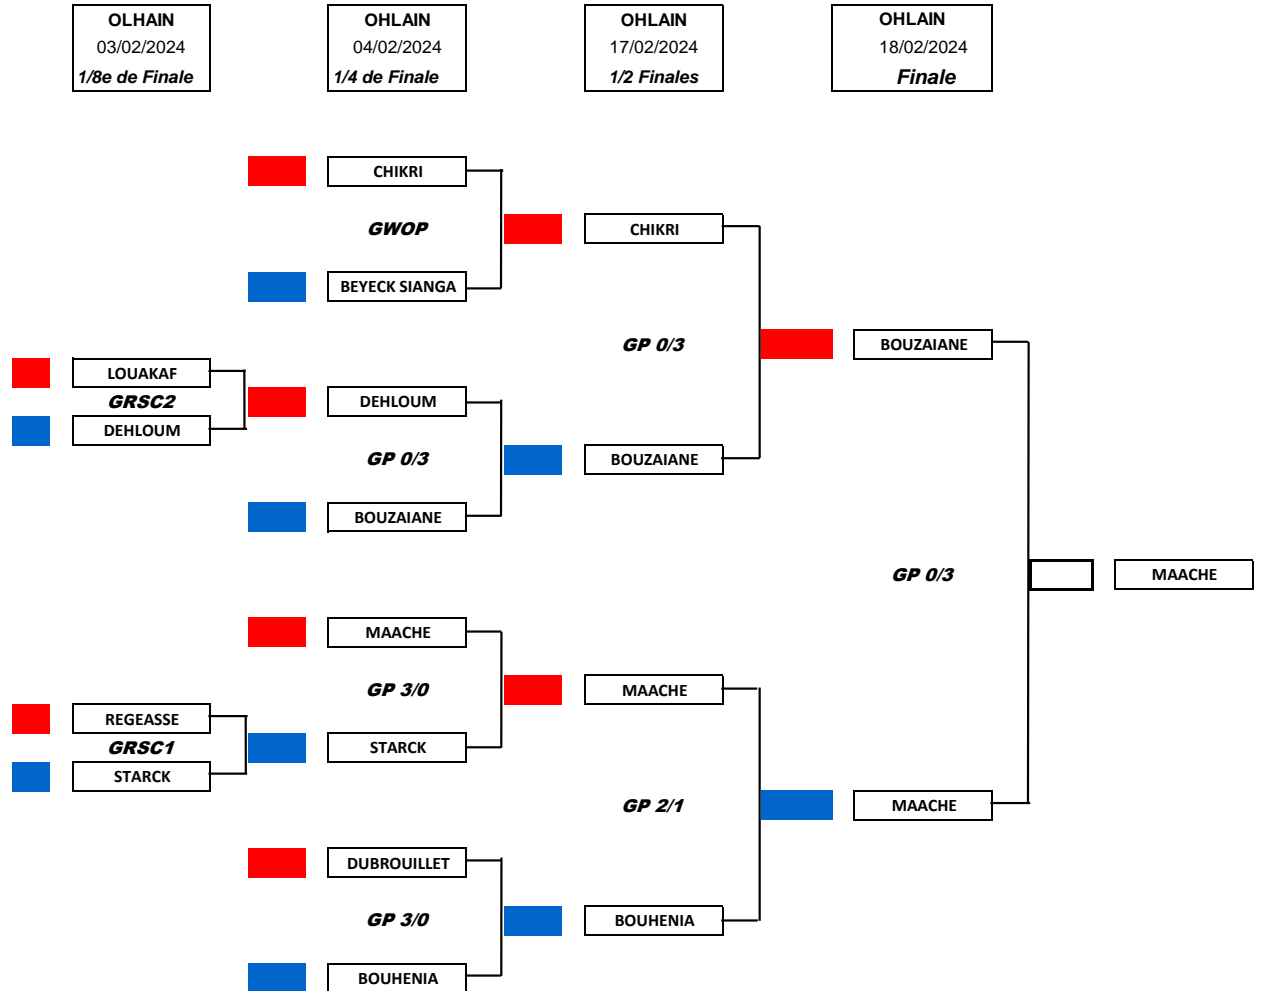 OLHAIN
03/02/2024
1/8e de Finale
OHLAIN
04/02/2024
1/4 de Finale
OHLAIN
17/02/2024
1/2 Finales
OHLAIN
18/02/2024
Finale
CHIKRI
GWOP
CHIKRI
BEYECK SIANGA
GP 0/3
BOUZAIANE
LOUAKAF
GRSC2
DEHLOUM
DEHLOUM
GP 0/3
BOUZAIANE
BOUZAIANE
GP 0/3
MAACHE
MAACHE
GP 3/0
MAACHE
REGEASSE
GRSC1
STARCK
STARCK
GP 2/1
MAACHE
DUBROUILLET
GP 3/0
BOUHENIA
BOUHENIA